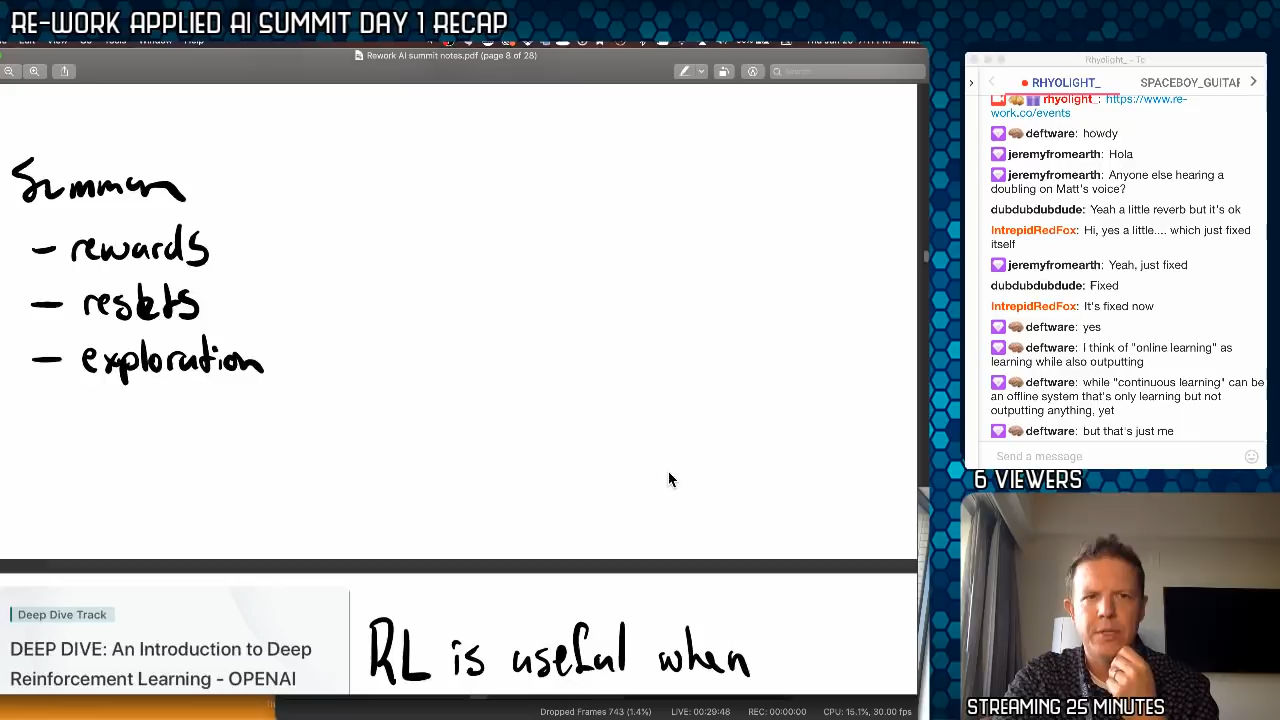 RE-WORK APPLIED AI SUMMIT DAY 1 RECAP
Rework AI summit notes.pdf (page 8 of 28)
Search
Summary
- rewards
- resets
- exploration
Deep Dive Track
DEEP DIVE: An Introduction to Deep
Reinforcement Learning - OPENAI
RL is useful when
Dropped Frames 743 (1.4%) LIVE: 00:29:48 REC: 00:00:00 CPU: 15.1%, 30.00 fps
Rhyolight_ - Tc
RHYOLIGHT_ SPACEBOY_GUITAR
rhyolight_: https://www.re-
work.co/events
deftware: howdy
jeremyfromearth: Hola
jeremyfromearth: Anyone else hearing a
doubling on Matt's voice?
dubdubdubdude: Yeah a little reverb but it's ok
IntrepidRedFox: Hi, yes a little.... which just fixed
itself
jeremyfromearth: Yeah, just fixed
dubdubdubdude: Fixed
IntrepidRedFox: It's fixed now
deftware: yes
deftware: I think of "online learning" as
learning while also outputting
deftware: while "continuous learning" can be
an offline system that's only learning but not
outputting anything, yet
deftware: but that's just me
Send a message
6 VIEWERS
STREAMING 25 MINUTES